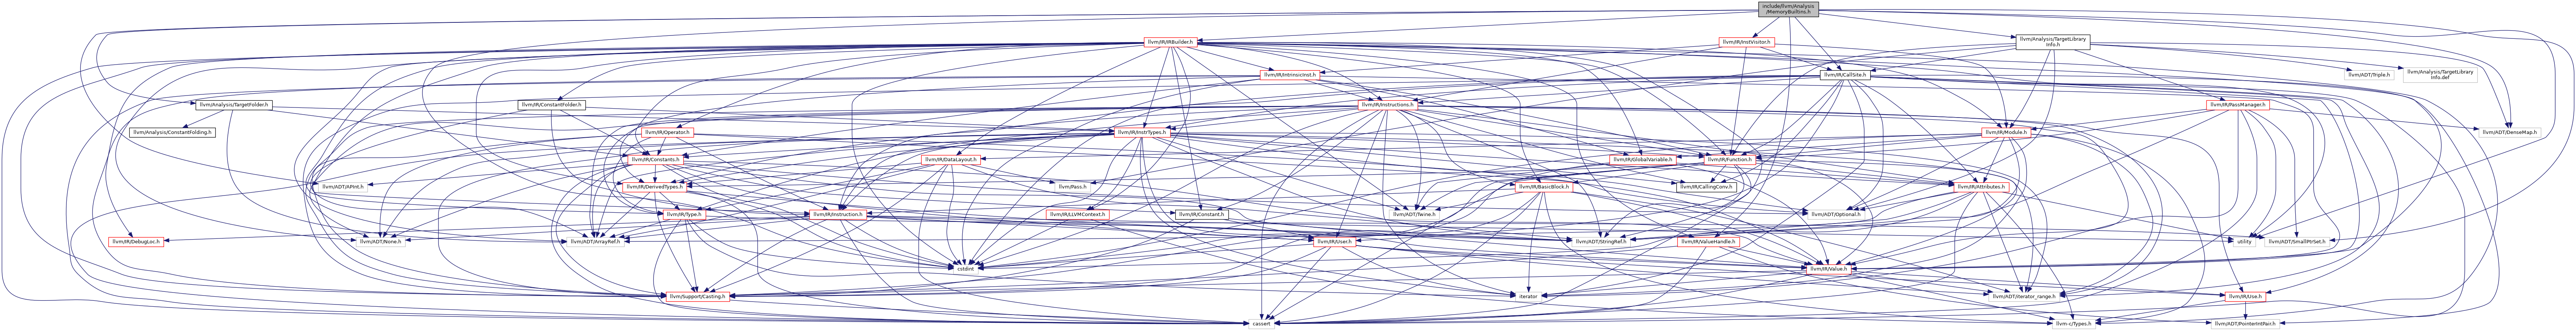 include/llvm/Analysis
/MemoryBuiltins.h
llvm/IR/IRBuilder.h
llvm/IR/InstVisitor.h
llvm/Analysis/TargetLibrary
Info.h
llvm/IR/IntrinsicInst.h
llvm/IR/CallSite.h
llvm/ADT/Triple.h
llvm/Analysis/TargetLibrary
Info.def
llvm/Analysis/TargetFolder.h
llvm/IR/ConstantFolder.h
llvm/IR/Instructions.h
llvm/IR/PassManager.h
llvm/Analysis/ConstantFolding.h
llvm/IR/Operator.h
llvm/IR/InstrTypes.h
llvm/IR/Module.h
llvm/ADT/DenseMap.h
llvm/IR/Constants.h
llvm/IR/DataLayout.h
llvm/IR/GlobalVariable.h
llvm/IR/Function.h
llvm/ADT/APInt.h
llvm/IR/DerivedTypes.h
llvm/Pass.h
llvm/IR/BasicBlock.h
llvm/IR/CallingConv.h
llvm/IR/Attributes.h
llvm/IR/Type.h
llvm/IR/Instruction.h
llvm/IR/LLVMContext.h
llvm/IR/Constant.h
llvm/ADT/Twine.h
llvm/ADT/Optional.h
llvm/IR/DebugLoc.h
llvm/ADT/None.h
llvm/ADT/ArrayRef.h
llvm/IR/User.h
llvm/ADT/StringRef.h
llvm/IR/ValueHandle.h
utility
llvm/ADT/SmallPtrSet.h
cstdint
llvm/IR/Value.h
llvm/Support/Casting.h
iterator
llvm/ADT/iterator_range.h
llvm/IR/Use.h
cassert
llvm-c/Types.h
llvm/ADT/PointerIntPair.h